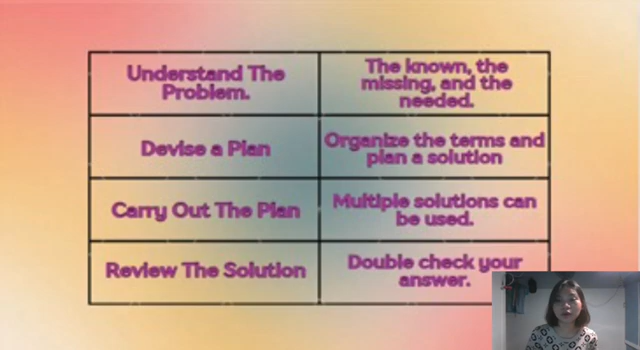 Understand The
Problem.
The known, the
missing, and the
needed.
Devise a Plan
Organize the terms and
plan a solution
Carry Out The Plan
Multiple solutions can
be used.
Review The Solution
Double check your
answer.